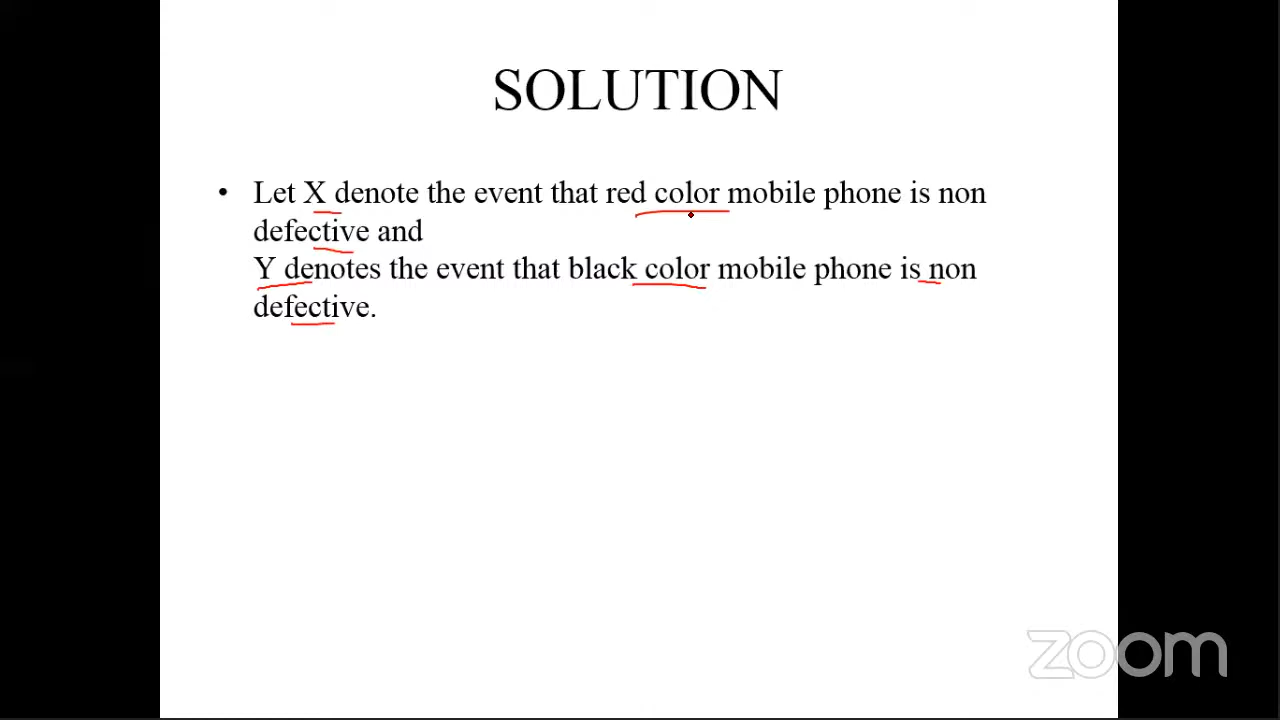 SOLUTION
• Let X denote the event that red color mobile phone is non
defective and
Y denotes the event that black color mobile phone is non
defective.
zoom